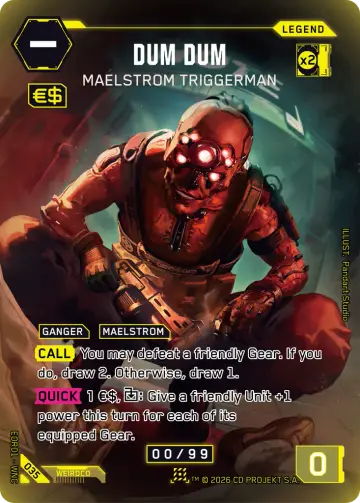 LEGEND
DUM DUM
x2
MAELSTROM TRIGGERMAN
€$
ILLUST. Pandart Studio
GANGER MAELSTROM
CALL You may defeat a friendly Gear. If you
do, draw 2. Otherwise, draw 1.
QUICK 1 €$, : Give a friendly Unit +1
power this turn for each of its
equipped Gear.
00/99
035
WEIRDCO
™ © 2026 CD PROJEKT S.A.
0